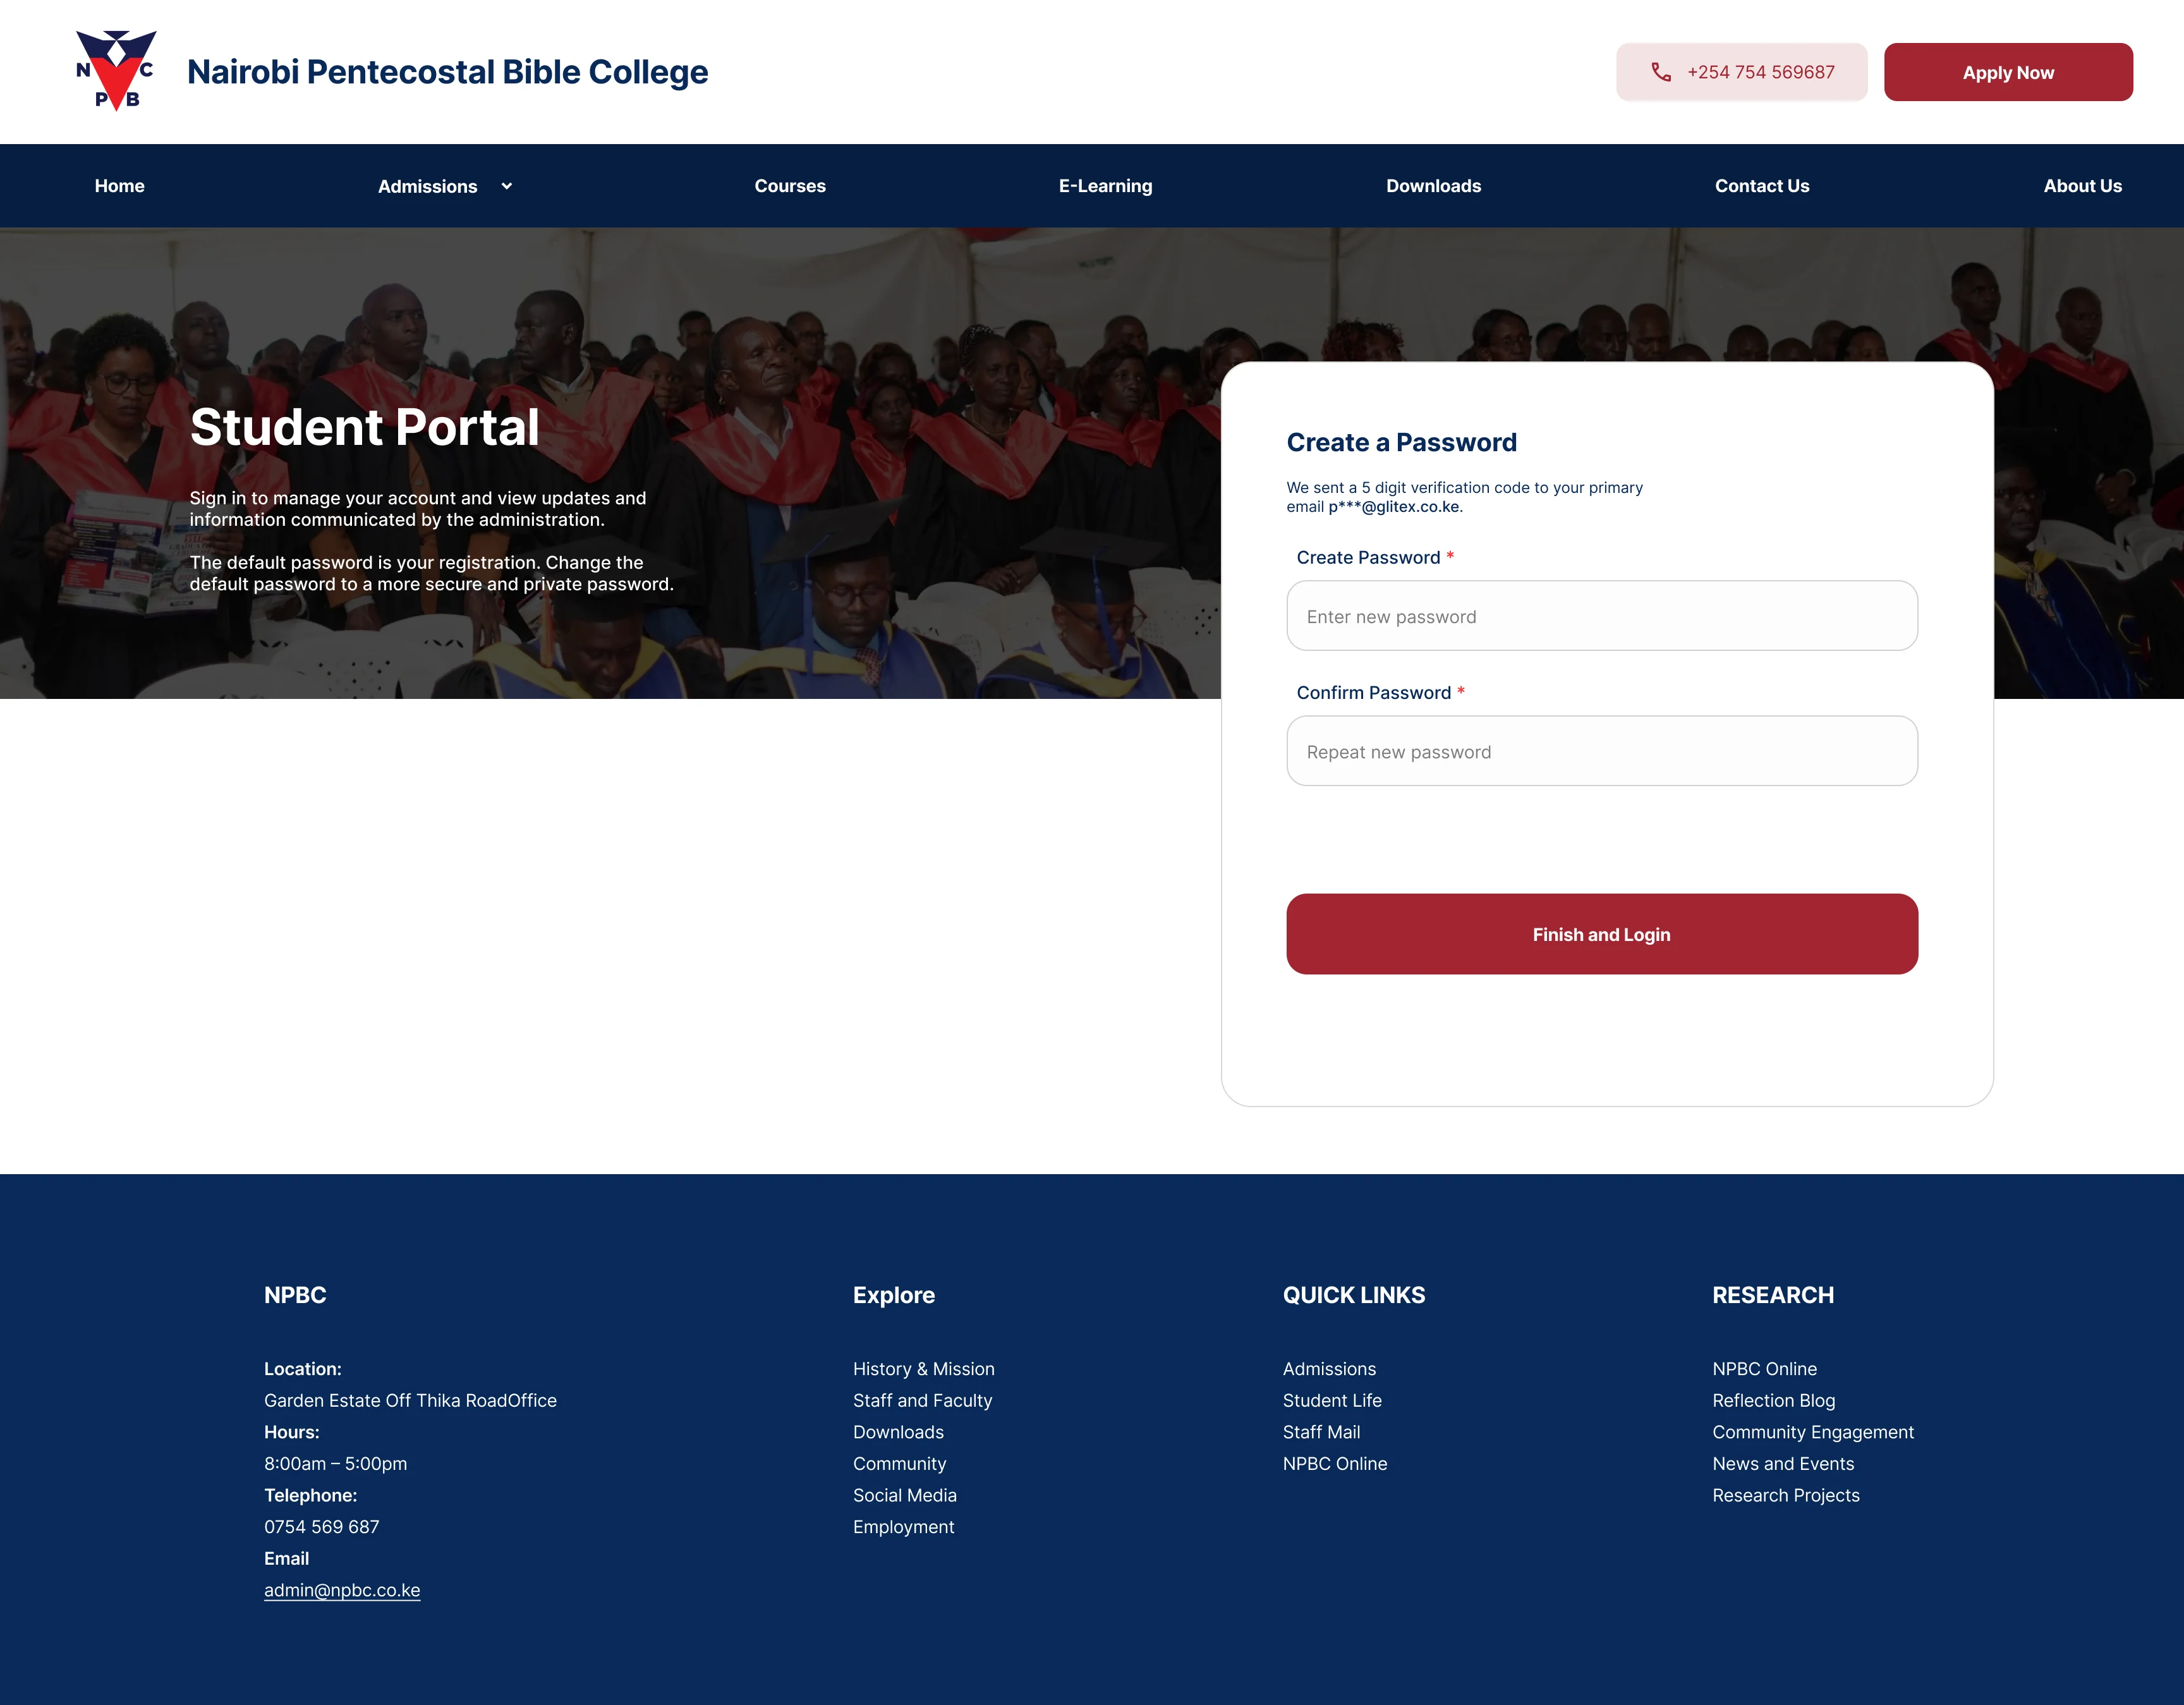 N C
P B
Nairobi Pentecostal Bible College
+254 754 569687
Apply Now
Home
Admissions
Courses
E-Learning
Downloads
Contact Us
About Us
Student Portal
Sign in to manage your account and view updates and
information communicated by the administration.
The default password is your registration. Change the
default password to a more secure and private password.
Create a Password
We sent a 5 digit verification code to your primary
email p***@glitex.co.ke.
Create Password *
Enter new password
Confirm Password *
Repeat new password
Finish and Login
NPBC
Location:
Garden Estate Off Thika RoadOffice
Hours:
8:00am – 5:00pm
Telephone:
0754 569 687
Email
admin@npbc.co.ke
Explore
History & Mission
Staff and Faculty
Downloads
Community
Social Media
Employment
QUICK LINKS
Admissions
Student Life
Staff Mail
NPBC Online
RESEARCH
NPBC Online
Reflection Blog
Community Engagement
News and Events
Research Projects